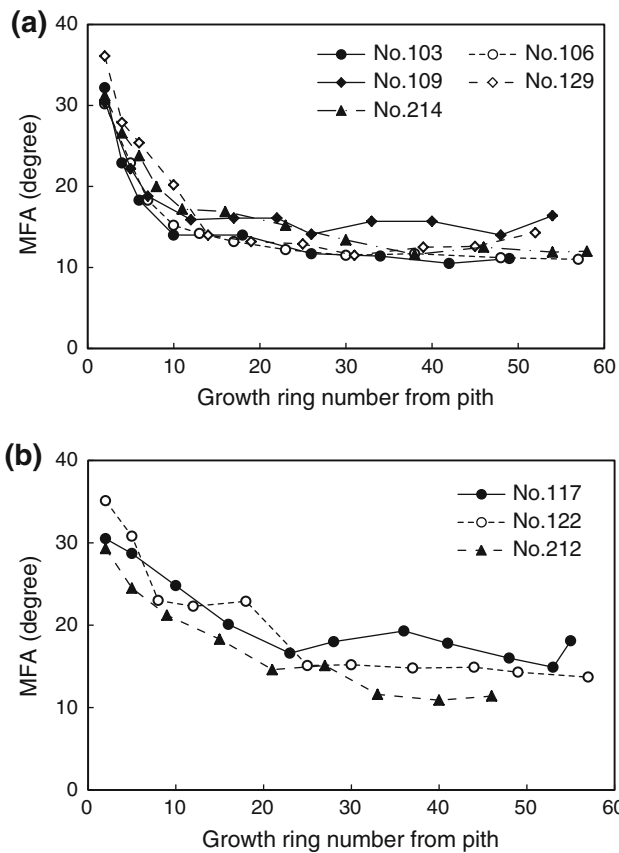 (a)
40
30
20
10
0
MFA (degree)
No.103
No.106
No.109
No.129
No.214
0 10 20 30 40 50 60
Growth ring number from pith
(b)
40
30
20
10
0
MFA (degree)
No.117
No.122
No.212
0 10 20 30 40 50 60
Growth ring number from pith